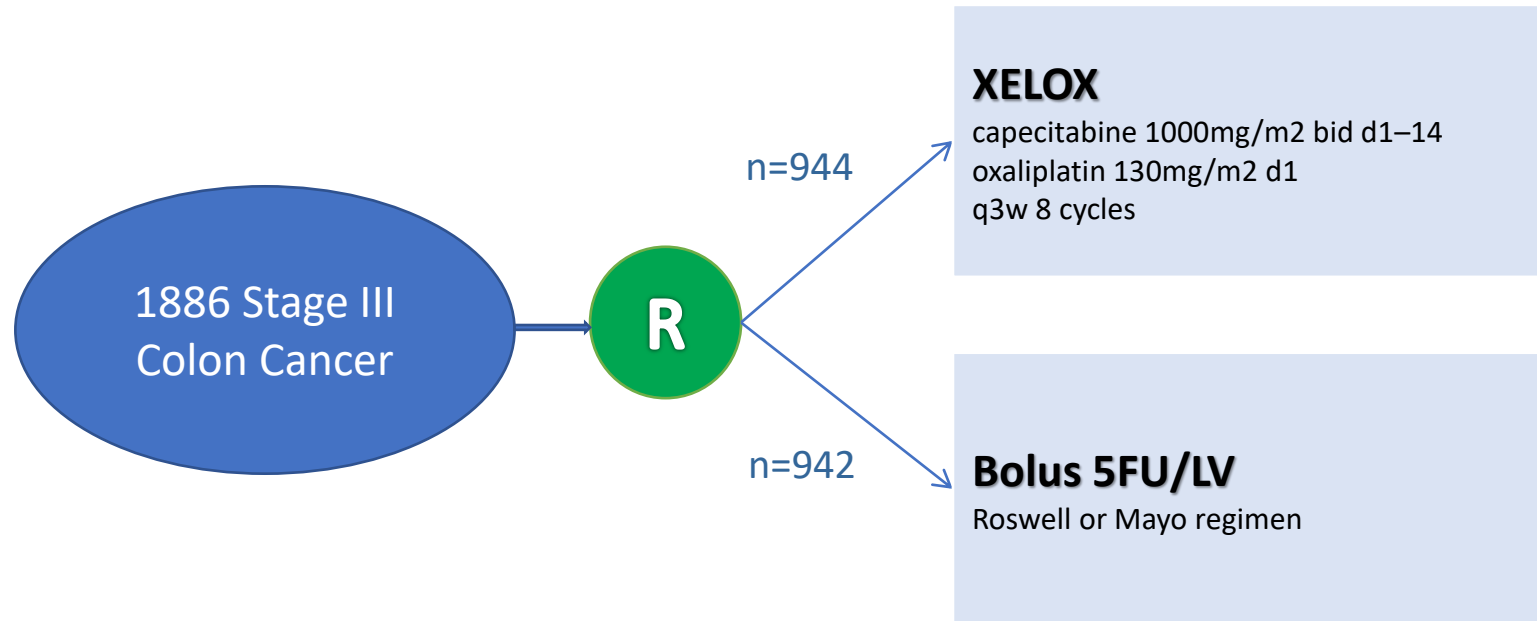 1886 Stage III
Colon Cancer
R
n=944
XELOX
capecitabine 1000mg/m2 bid d1–14
oxaliplatin 130mg/m2 d1
q3w 8 cycles
n=942
Bolus 5FU/LV
Roswell or Mayo regimen